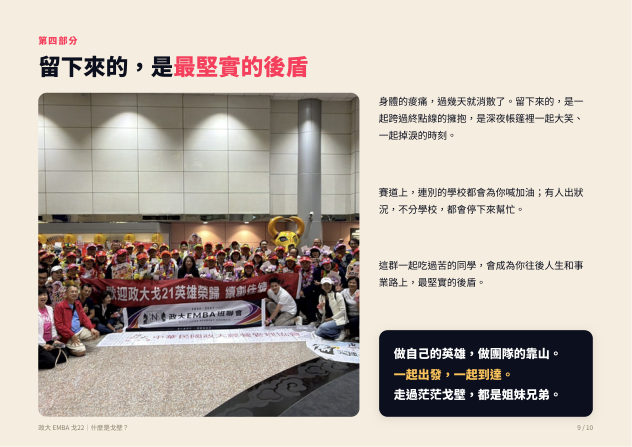 第四部分
留下來的，是最堅實的後盾
身體的疲痛，過幾天就消散了。留下來的，是一
起跨過終點線的擁抱，是深夜帳篷裡一起大笑、
一起掉淚的時刻。
賽道上，連別的學校都會為你喊加油；有人出狀
況，不分學校，都會停下來幫忙。
這群一起吃過苦的同學，會成為你往後人生和事
業路上，最堅實的後盾。
歡迎政大戈21英雄榮歸 續創佳績
政大EMBA班聯會
做自己的英雄，做團隊的靠山。
一起出發，一起到達。
走過茫茫戈壁，都是姐妹兄弟。
政大 EMBA 戈22｜什麼是戈壁？
9 / 10